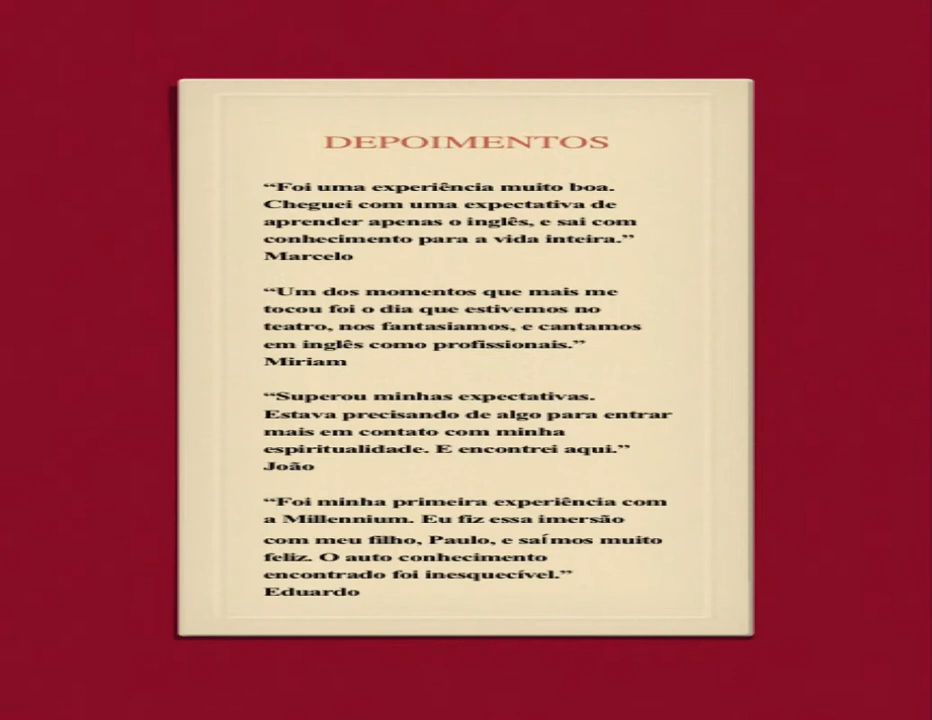 DEPOIMENTOS
“Foi uma experiência muito boa.
Cheguei com uma expectativa de
aprender apenas o inglês, e sai com
conhecimento para a vida inteira.”
Marcelo
“Um dos momentos que mais me
tocou foi o dia que estivemos no
teatro, nos fantasiamos, e cantamos
em inglês como profissionais.”
Miriam
“Superou minhas expectativas.
Estava precisando de algo para entrar
mais em contato com minha
espiritualidade. E encontrei aqui.”
João
“Foi minha primeira experiência com
a Millennium. Eu fiz essa imersão
com meu filho, Paulo, e saímos muito
feliz. O auto conhecimento
encontrado foi inesquecível.”
Eduardo